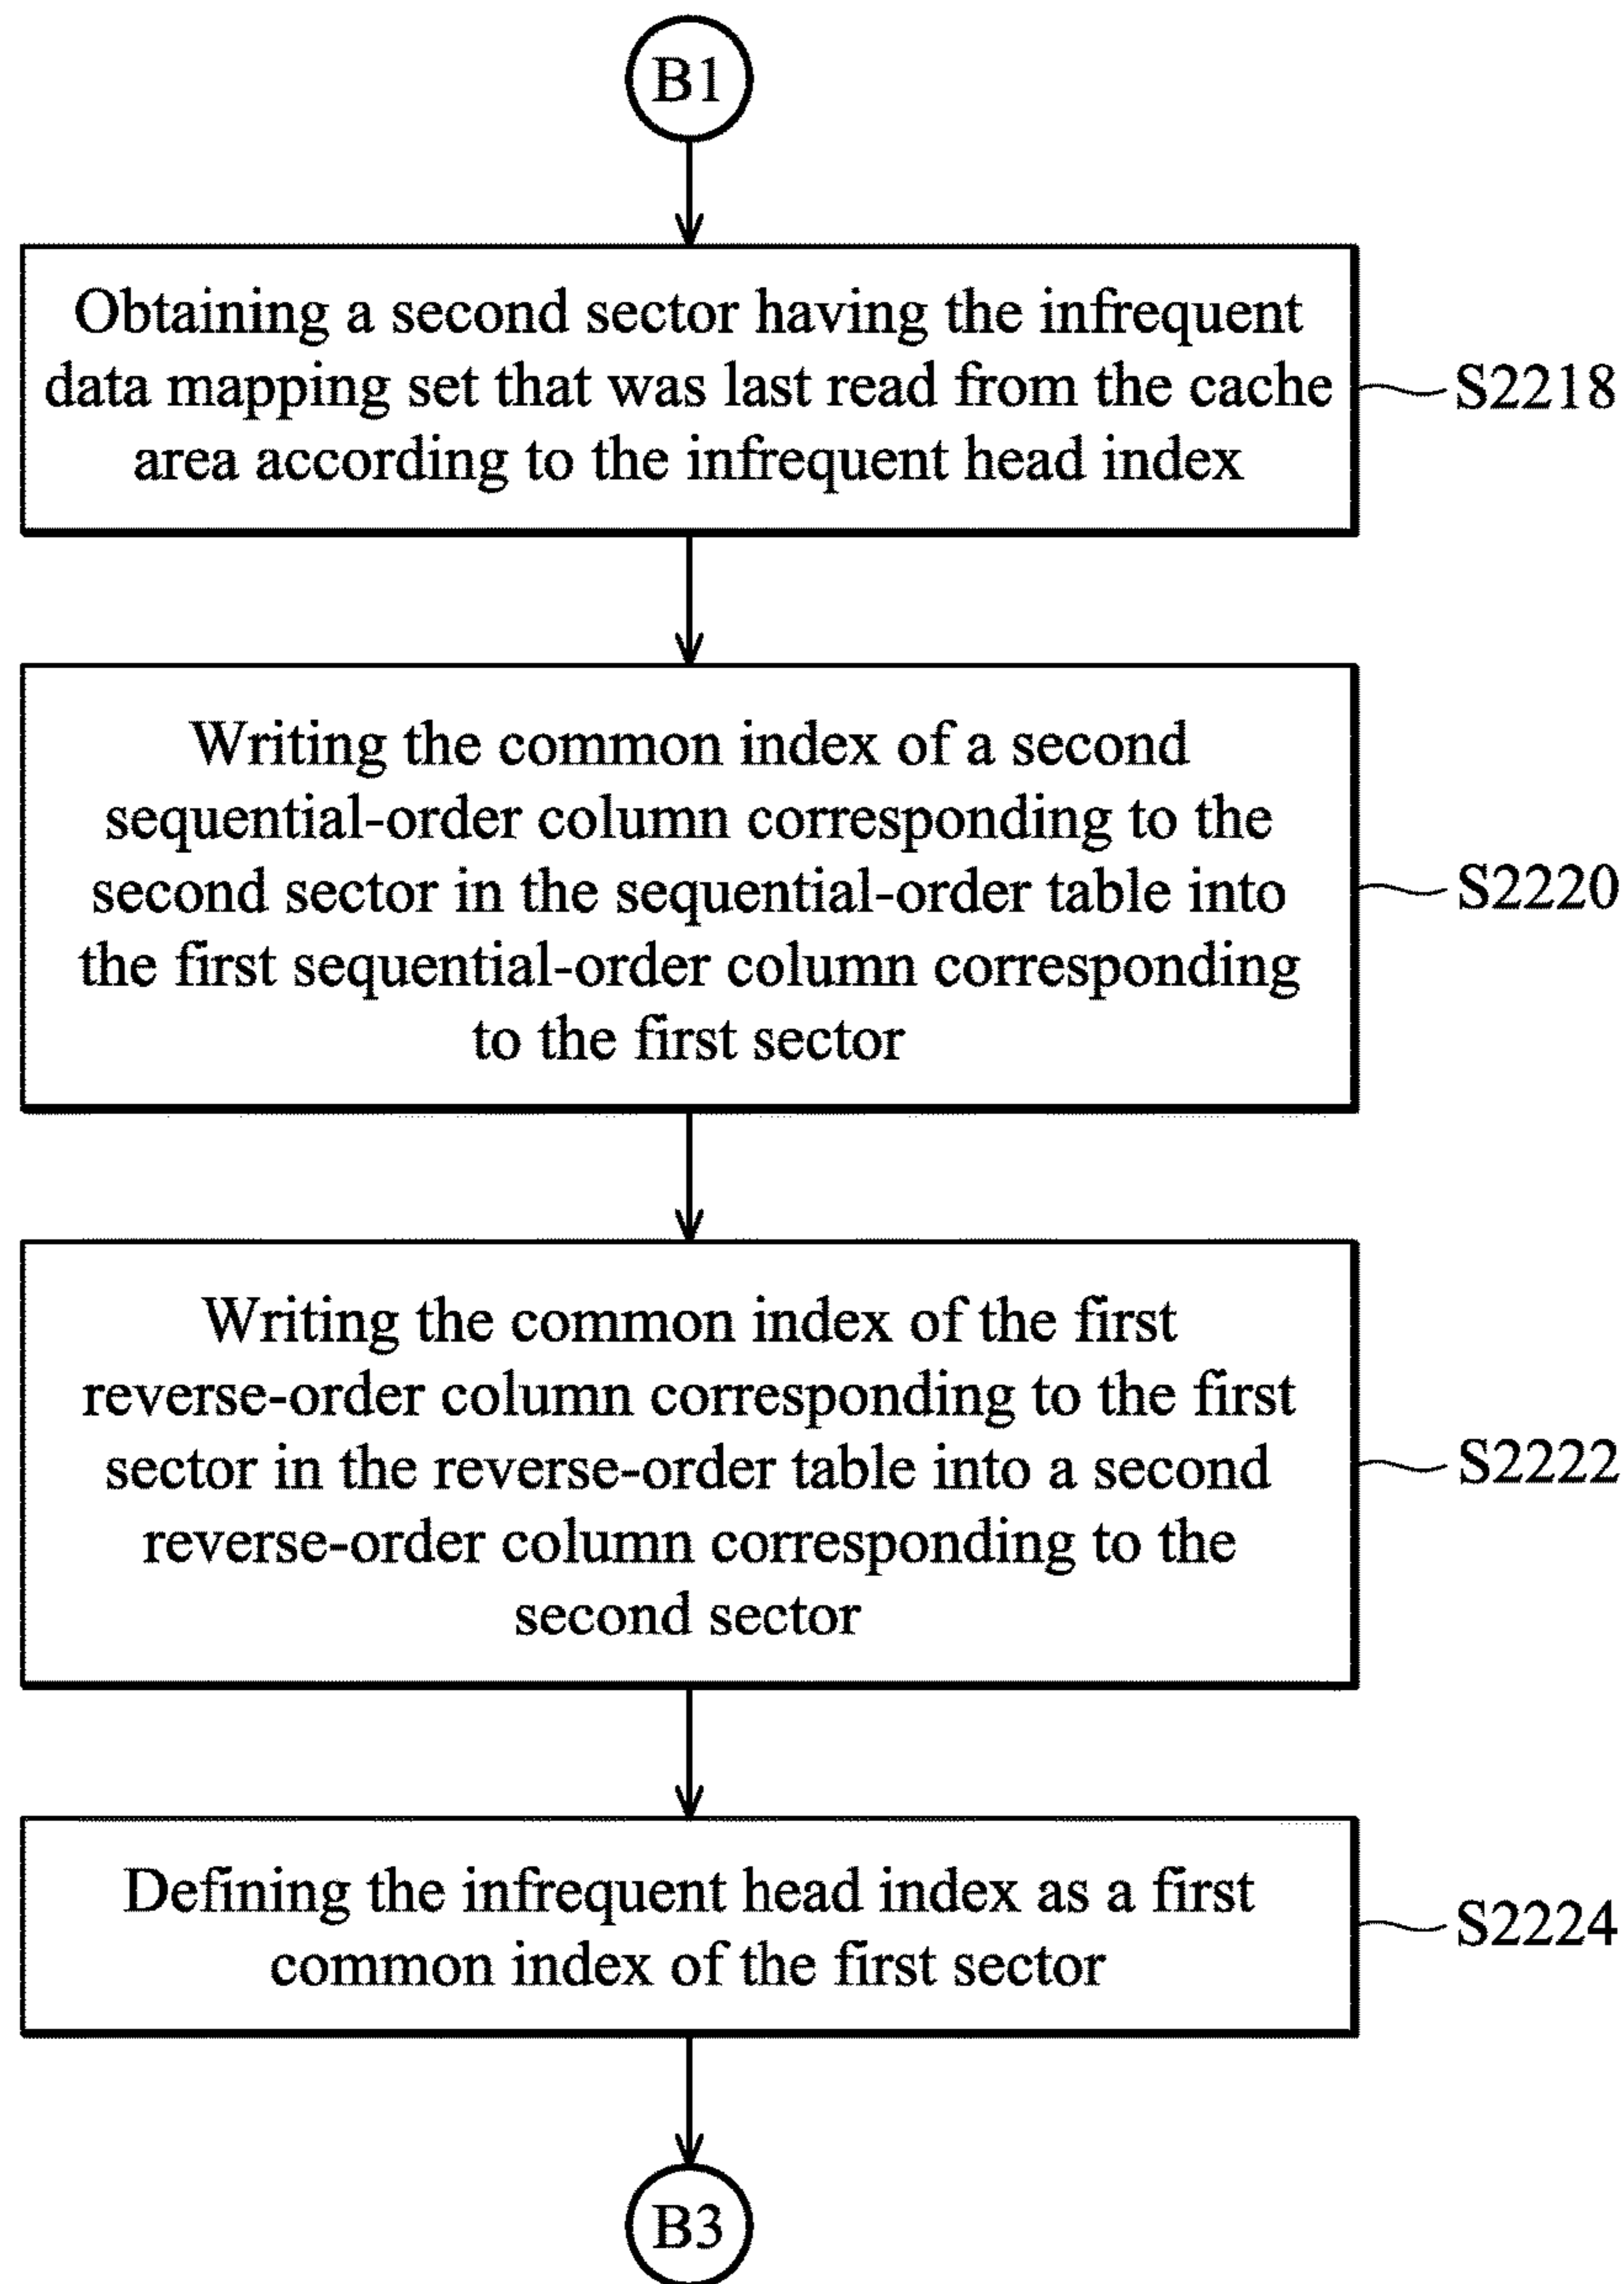 B1
Obtaining a second sector having the infrequent
data mapping set that was last read from the cache
area according to the infrequent head index
S2218
Writing the common index of a second
sequential-order column corresponding to the
second sector in the sequential-order table into
the first sequential-order column corresponding
to the first sector
S2220
Writing the common index of the first
reverse-order column corresponding to the first
sector in the reverse-order table into a second
reverse-order column corresponding to the
second sector
S2222
Defining the infrequent head index as a first
common index of the first sector
S2224
B3